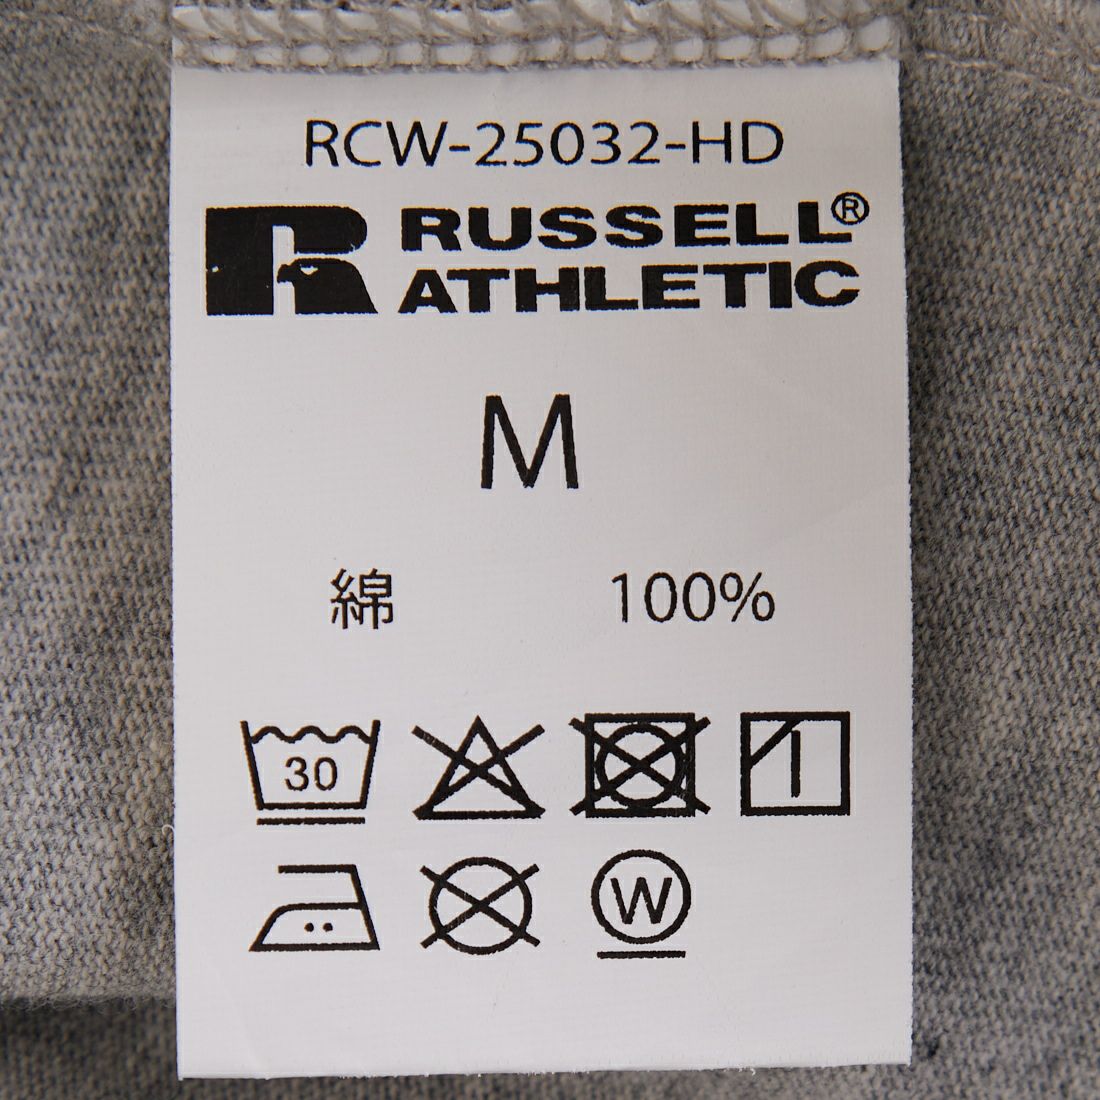 RCW-25032-HD
RUSSELL®
ATHLETIC
M
綿 100%
30
W